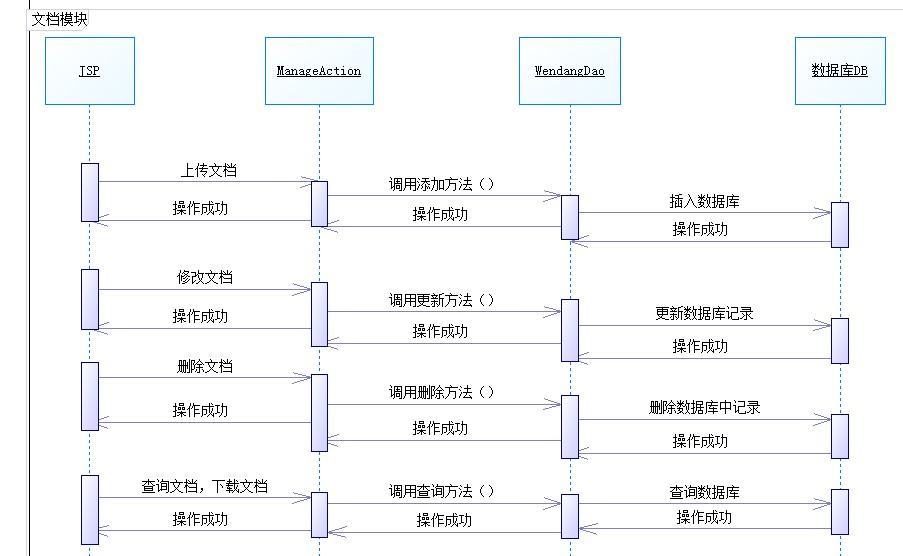 文档模块
JSP
ManageAction
WendangDao
数据库DB
上传文档
调用添加方法（）
插入数据库
操作成功
操作成功
操作成功
修改文档
调用更新方法（）
更新数据库记录
操作成功
操作成功
操作成功
删除文档
调用删除方法（）
删除数据库中记录
操作成功
操作成功
操作成功
查询文档，下载文档
调用查询方法（）
查询数据库
操作成功
操作成功
操作成功